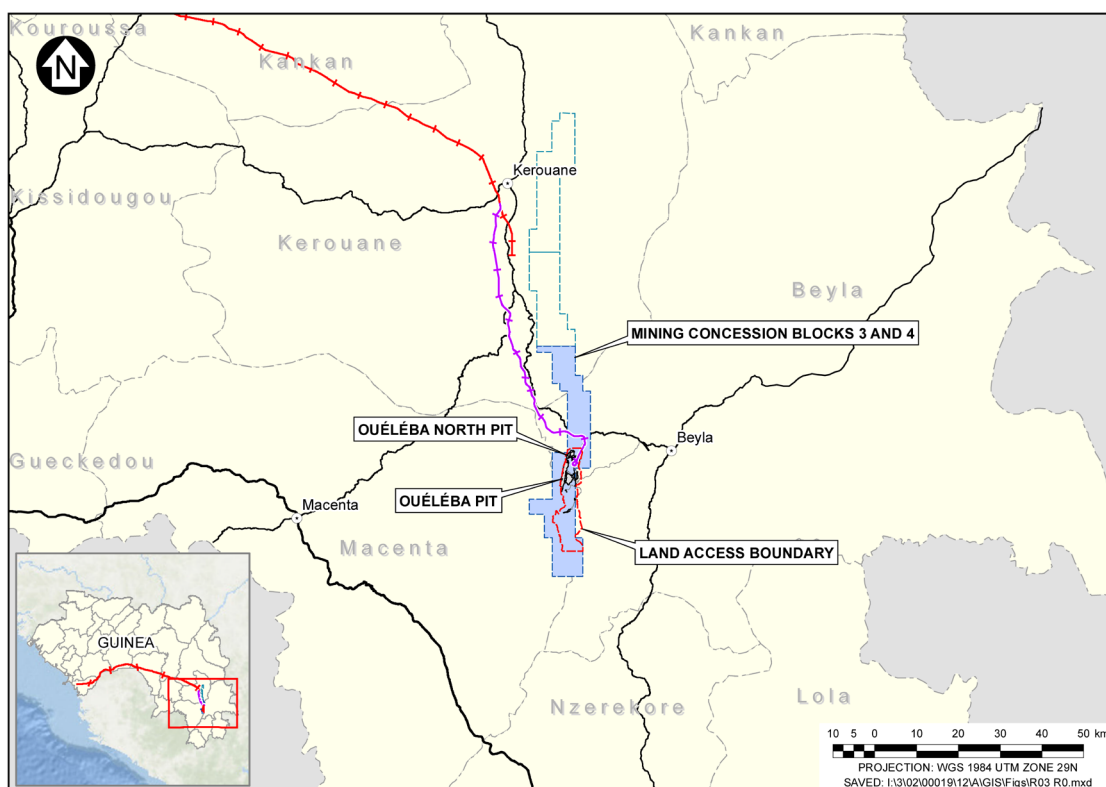 Kouroussa
Kankan
N
Kankan
Kerouane
Kissidougou
Kerouane
Beyla
MINING CONCESSION BLOCKS 3 AND 4
OUÉLÉBA NORTH PIT
Beyla
Gueckedou
OUÉLÉBA PIT
Macenta
Macenta
LAND ACCESS BOUNDARY
GUINEA
Nzerekore
Lola
10 5 0 10 20 30 40 50 km
PROJECTION: WGS 1984 UTM ZONE 29N
SAVED: I:\3\02\00019\12\A\GIS\Figs\R03 R0.mxd